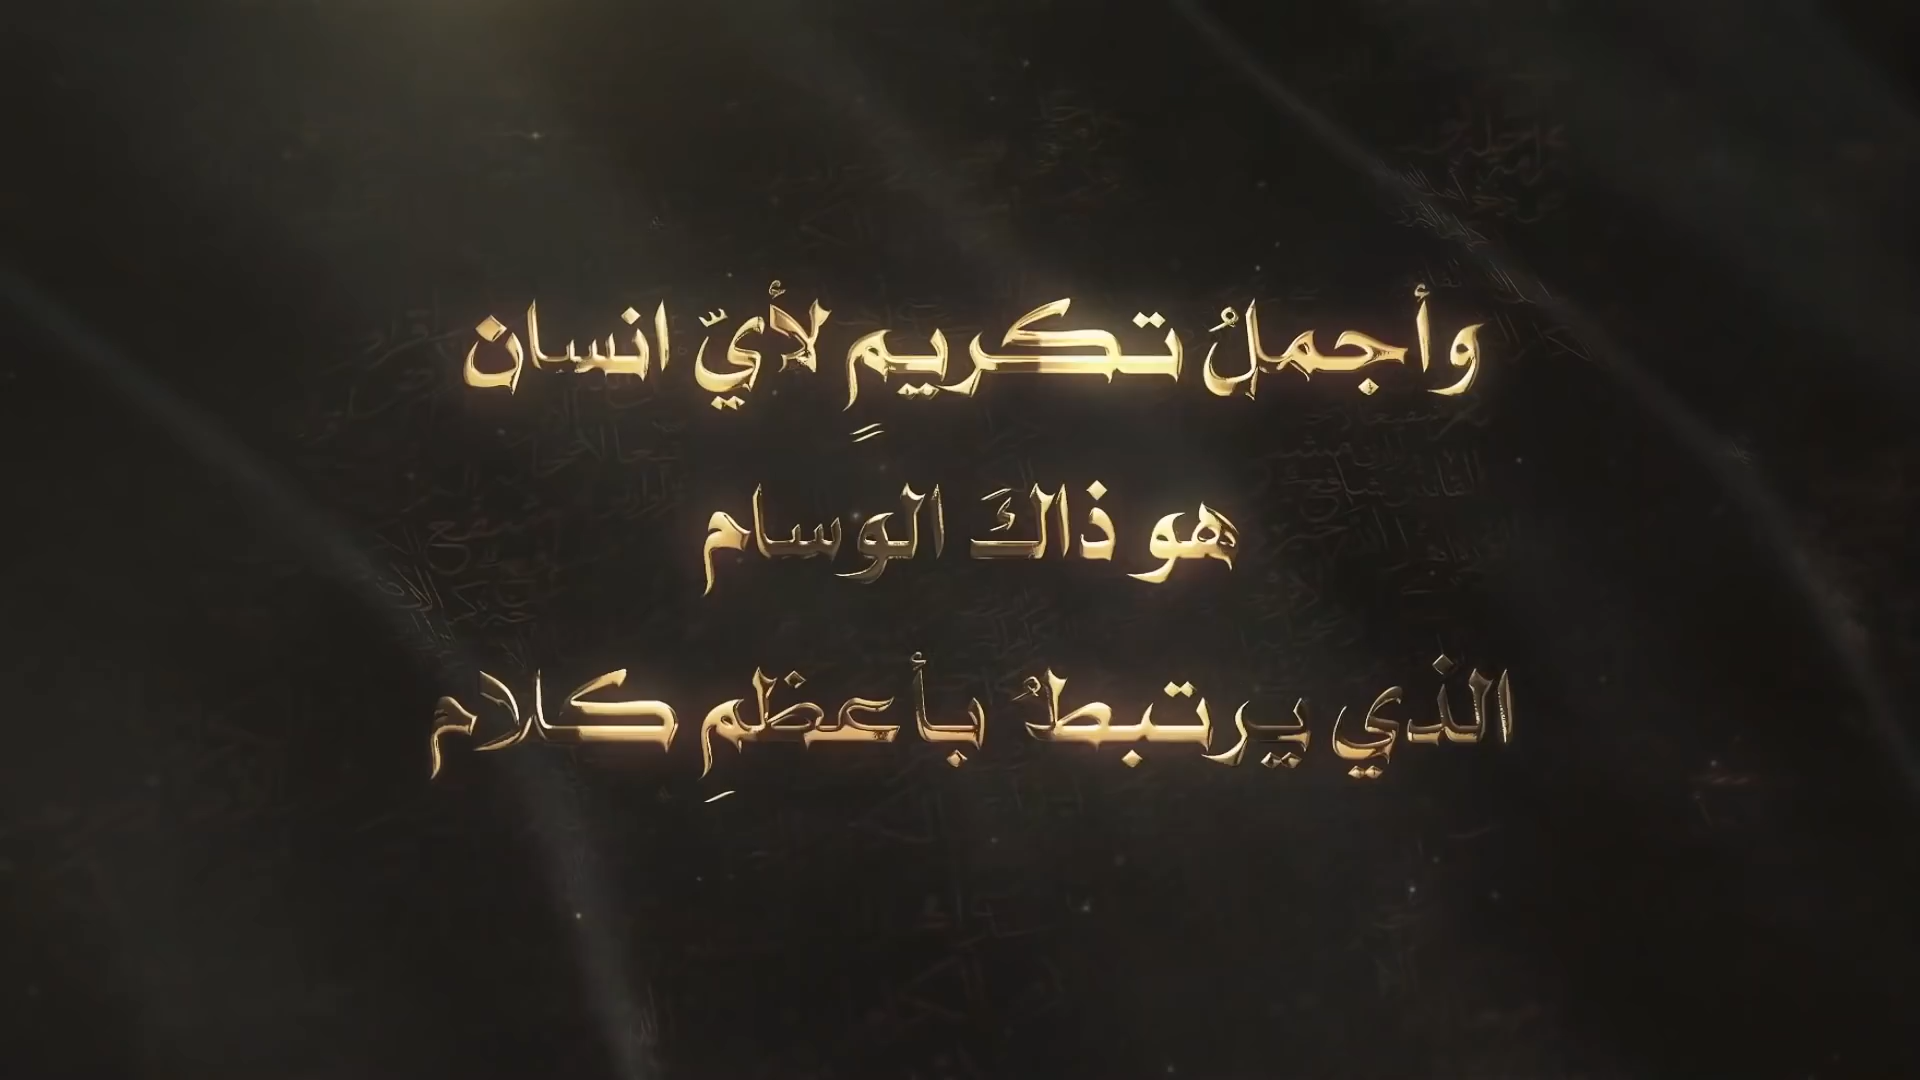 وأجملُ تكريمٍ لأيّ انسان
هو ذاكَ الوسام
الذي يرتبطُ بأعظمِ كلام